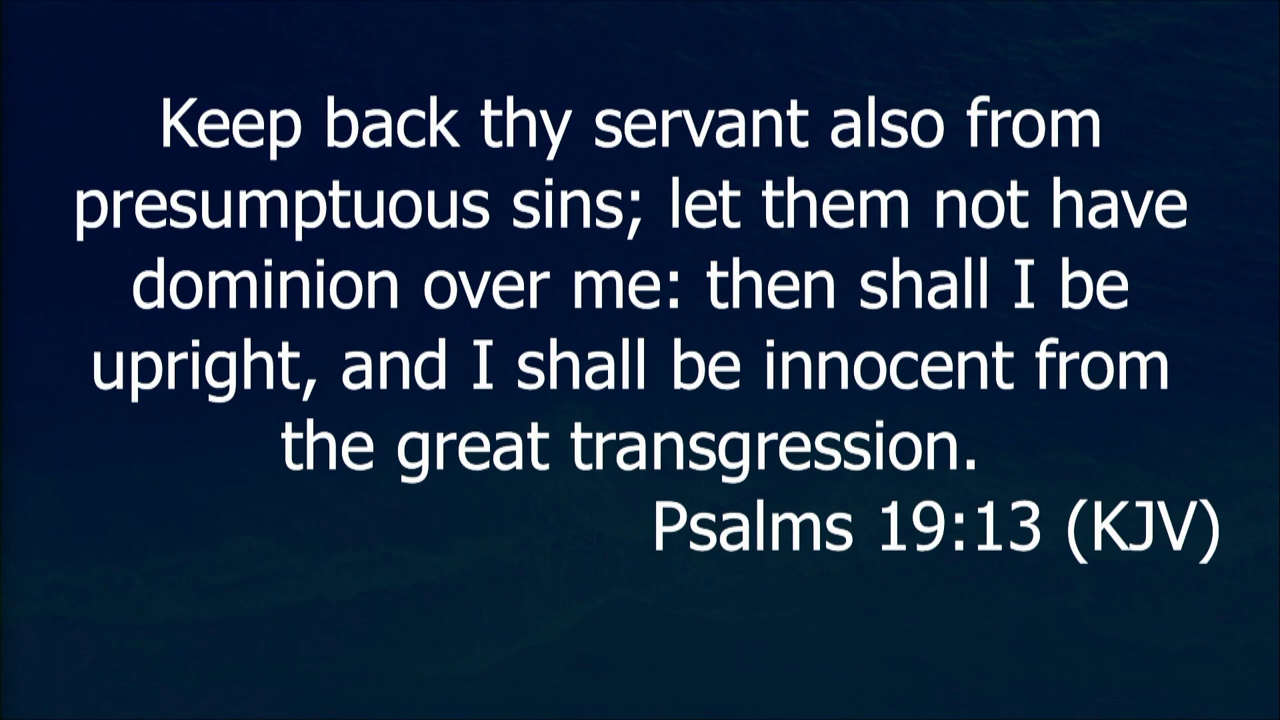 Keep back thy servant also from
presumptuous sins; let them not have
dominion over me: then shall I be
upright, and I shall be innocent from
the great transgression.
Psalms 19:13 (KJV)